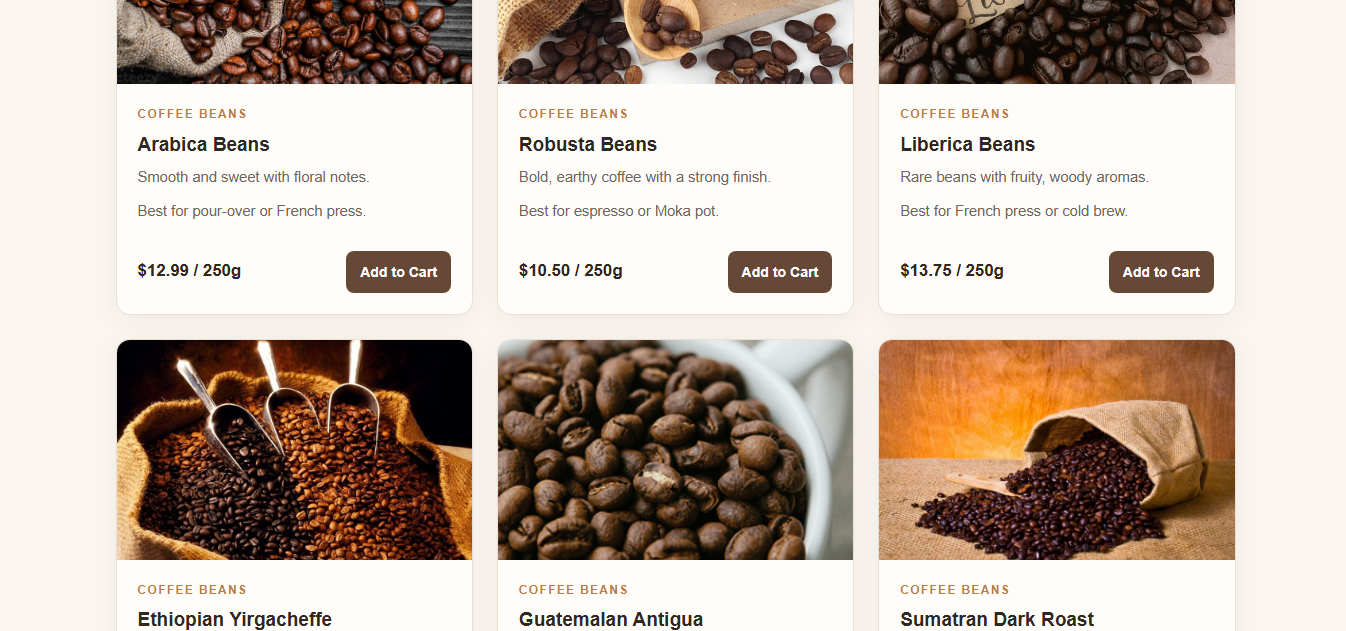 COFFEE BEANS
Arabica Beans
Smooth and sweet with floral notes.
Best for pour-over or French press.
$12.99 / 250g
Add to Cart
COFFEE BEANS
Robusta Beans
Bold, earthy coffee with a strong finish.
Best for espresso or Moka pot.
$10.50 / 250g
Add to Cart
COFFEE BEANS
Liberica Beans
Rare beans with fruity, woody aromas.
Best for French press or cold brew.
$13.75 / 250g
Add to Cart
COFFEE BEANS
Ethiopian Yirgacheffe
COFFEE BEANS
Guatemalan Antigua
COFFEE BEANS
Sumatran Dark Roast